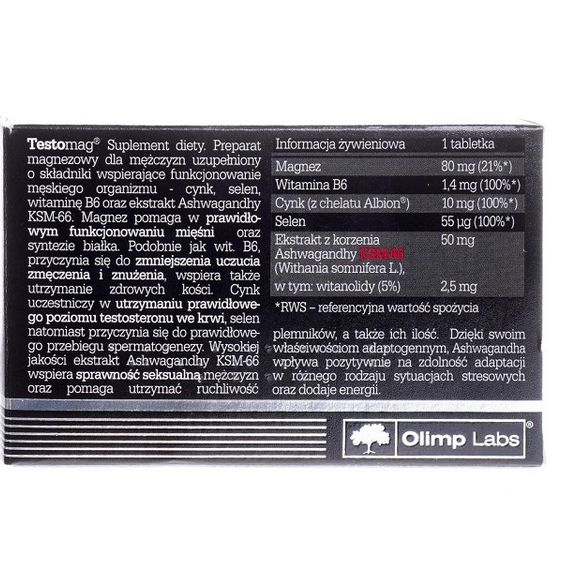 Testomag® Suplement diety. Preparat
magnezowy dla mężczyzn uzupełniony
o składniki wspierające funkcjonowanie
męskiego organizmu - cynk, selen,
witaminę B6 oraz ekstrakt Ashwagandhy
KSM-66. Magnez pomaga w prawidło-
wym funkcjonowaniu mięśni oraz
syntezie białka. Podobnie jak wit. B6,
przyczynia się do zmniejszenia uczucia
zmęczenia i znużenia, wspiera także
utrzymanie zdrowych kości. Cynk
uczestniczy w utrzymaniu prawidłowe-
go poziomu testosteronu we krwi, selen
natomiast przyczynia się do prawidłowe-
go przebiegu spermatogenezy. Wysokiej
jakości ekstrakt Ashwagandhy KSM-66
wspiera sprawność seksualną mężczyzn
oraz pomaga utrzymać ruchliwość
Informacja żywieniowa 1 tabletka
Magnez 80 mg (21%*)
Witamina B6 1,4 mg (100%*)
Cynk (z chelatu Albion®) 10 mg (100%*)
Selen 55 µg (100%*)
Ekstrakt z korzenia 50 mg
Ashwagandhy KSM-66
(Withania somnifera L.),
w tym: witanolidy (5%) 2,5 mg
*RWS – referencyjna wartość spożycia
plemników, a także ich ilość. Dzięki swoim
właściwościom adaptogennym, Ashwagandha
wpływa pozytywnie na zdolność adaptacji
w różnego rodzaju sytuacjach stresowych
oraz dodaje energii.
Olimp Labs®